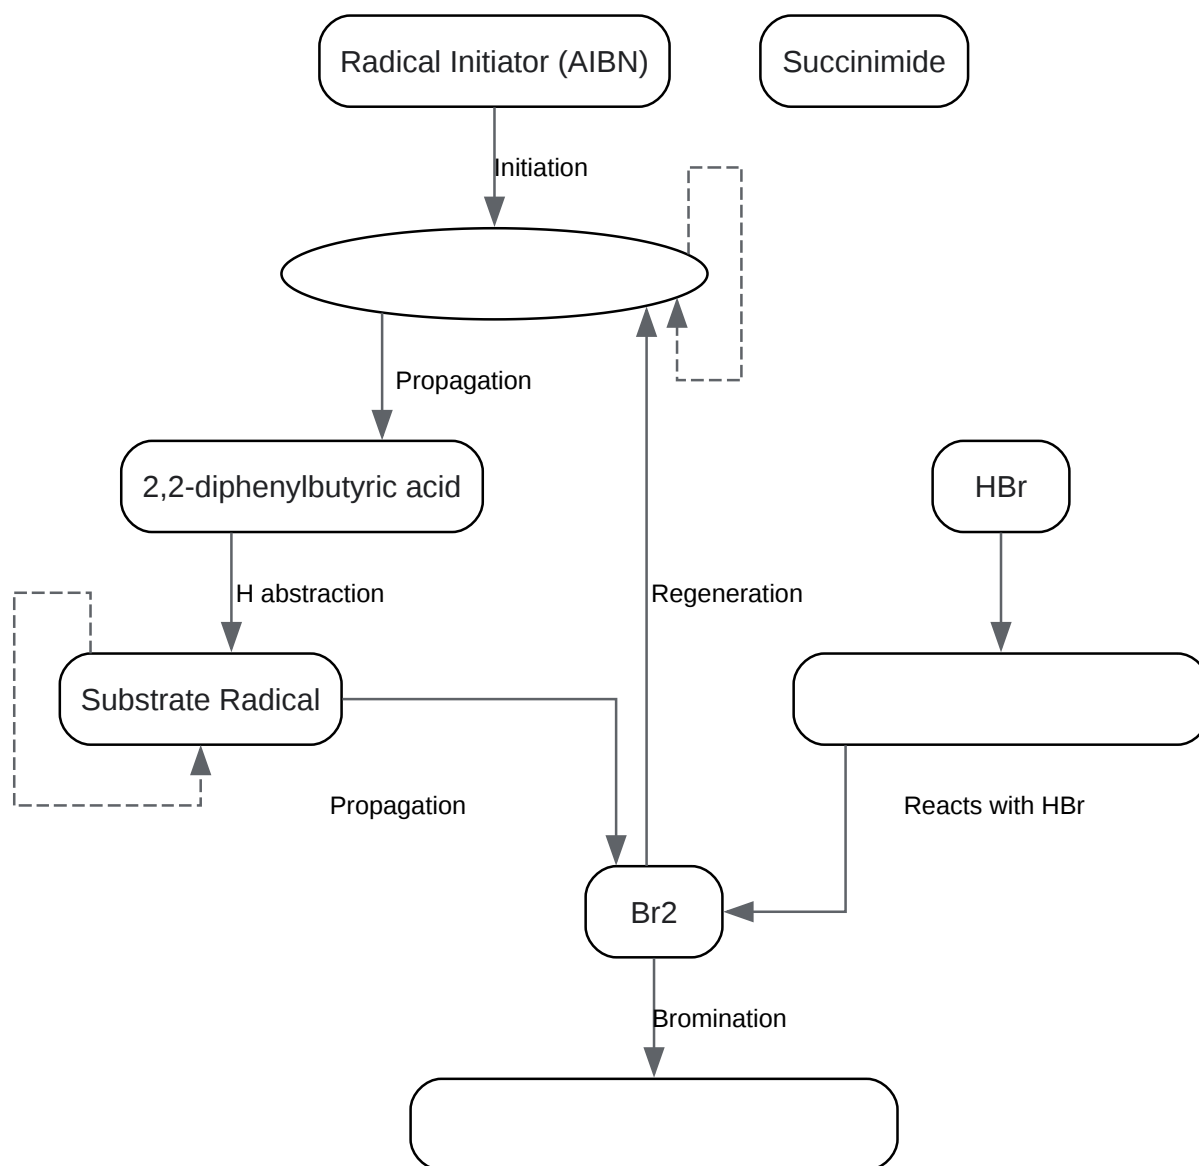 Radical Initiator (AIBN)
Succinimide
Initiation
Propagation
2,2-diphenylbutyric acid
HBr
H abstraction
Regeneration
Substrate Radical
Propagation
Reacts with HBr
Br2
Bromination